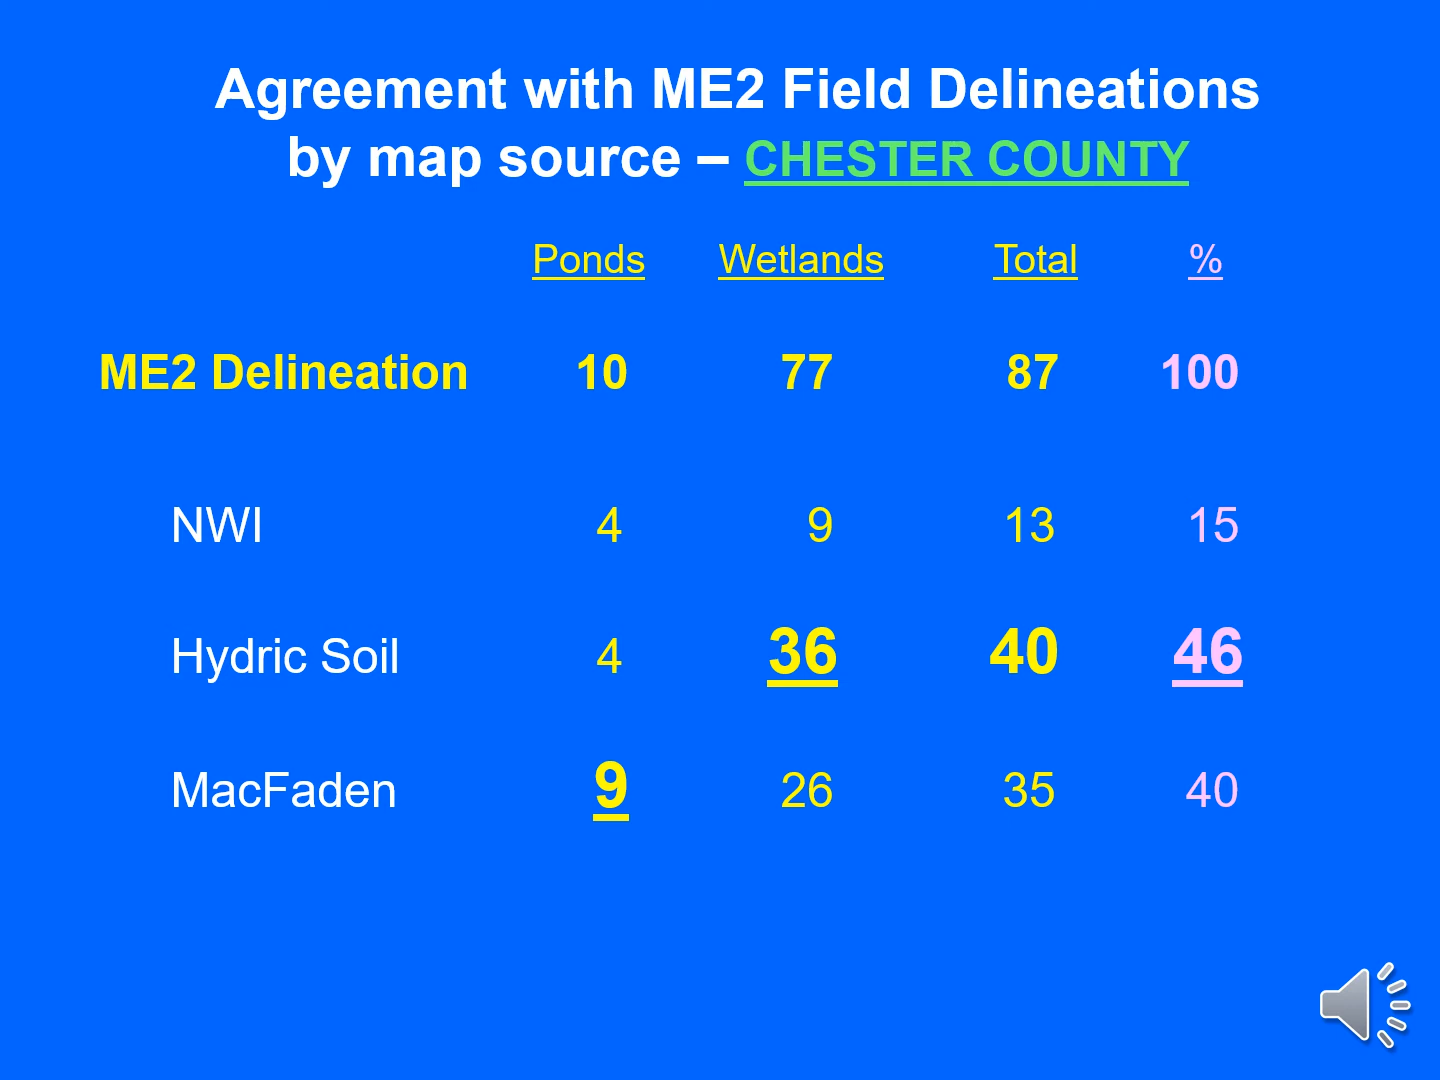 Agreement with ME2 Field Delineations
by map source – CHESTER COUNTY
Ponds Wetlands Total %
ME2 Delineation 10 77 87 100
NWI 4 9 13 15
Hydric Soil 4 36 40 46
MacFaden 9 26 35 40